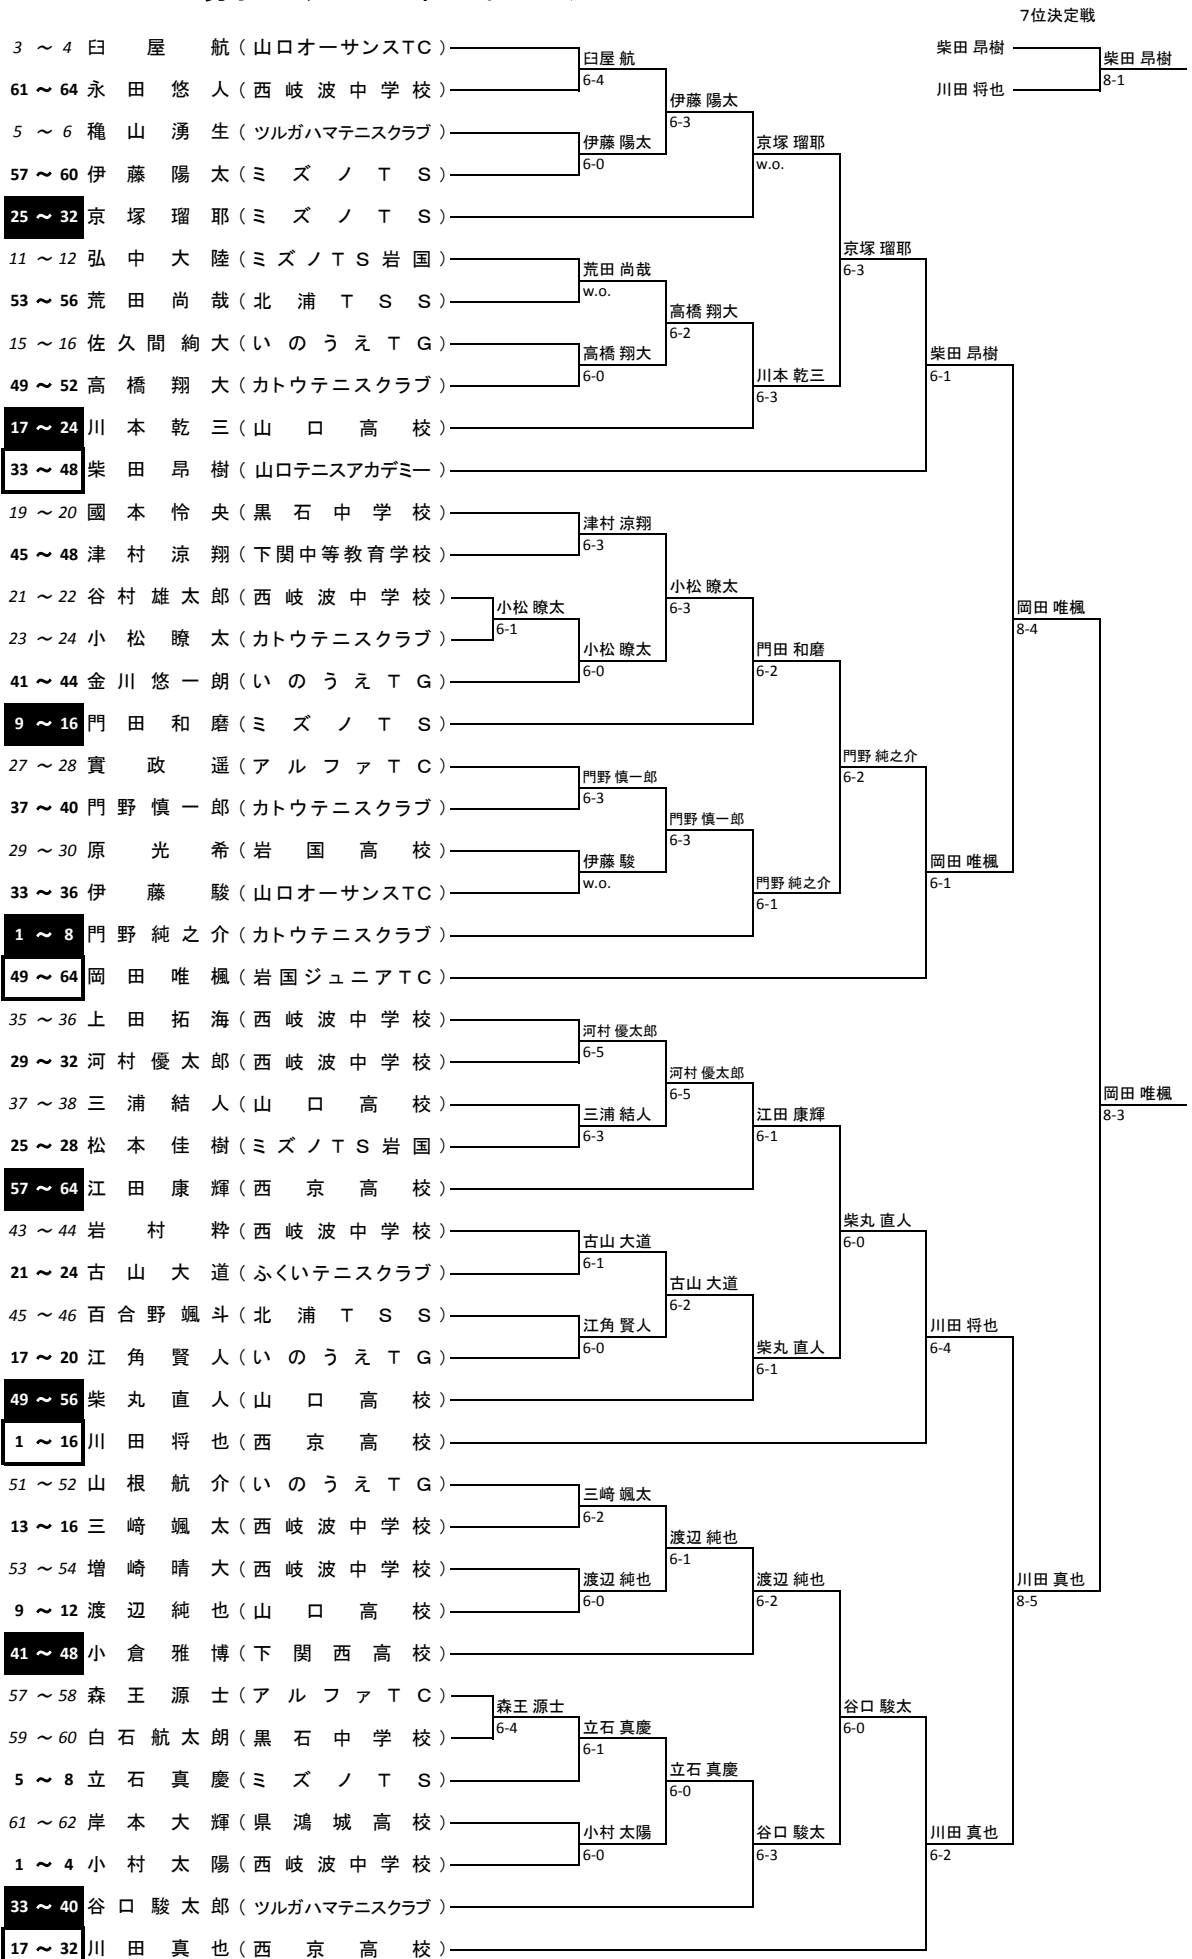 7位決定戦
柴田 昂樹
柴田 昂樹
8-1
川田 将也
3 ～ 4 臼屋 航（山口オーサンスTC）
臼屋 航
6-4
61 ～ 64 永田悠人（西岐波中学校）
伊藤 陽太
6-3
5 ～ 6 穐山湧生（ツルガハマテニスクラブ）
伊藤 陽太
6-0
京塚 瑠耶
w.o.
57 ～ 60 伊藤陽太（ミズノTS）
25 ～ 32 京塚瑠耶（ミズノTS）
京塚 瑠耶
6-3
11 ～ 12 弘中大陸（ミズノTS岩国）
荒田 尚哉
w.o.
53 ～ 56 荒田尚哉（北浦TSS）
高橋 翔大
6-2
15 ～ 16 佐久間絢大（いのうえTG）
高橋 翔大
6-0
柴田 昂樹
6-1
49 ～ 52 高橋翔大（カトウテニスクラブ）
川本 乾三
6-3
17 ～ 24 川本乾三（山口高校）
33 ～ 48 柴田昂樹（山口テニスアカデミー）
19 ～ 20 國本怜央（黒石中学校）
津村 涼翔
6-3
45 ～ 48 津村涼翔（下関中等教育学校）
小松 瞭太
6-3
21 ～ 22 谷村雄太郎（西岐波中学校）
小松 瞭太
6-1
岡田 唯楓
8-4
23 ～ 24 小松瞭太（カトウテニスクラブ）
小松 瞭太
6-0
門田 和磨
6-2
41 ～ 44 金川悠一朗（いのうえTG）
9 ～ 16 門田和磨（ミズノTS）
門野 純之介
6-2
27 ～ 28 實政遥（アルファTC）
門野 慎一郎
6-3
37 ～ 40 門野慎一郎（カトウテニスクラブ）
門野 慎一郎
6-3
29 ～ 30 原光希（岩国高校）
伊藤 駿
w.o.
岡田 唯楓
6-1
33 ～ 36 伊藤駿（山口オーサンスTC）
門野 純之介
6-1
1 ～ 8 門野純之介（カトウテニスクラブ）
49 ～ 64 岡田唯楓（岩国ジュニアTC）
35 ～ 36 上田拓海（西岐波中学校）
河村 優太郎
6-5
29 ～ 32 河村優太郎（西岐波中学校）
河村 優太郎
6-5
岡田 唯楓
8-3
37 ～ 38 三浦結人（山口高校）
三浦 結人
6-3
江田 康輝
6-1
25 ～ 28 松本佳樹（ミズノTS岩国）
57 ～ 64 江田康輝（西京高校）
柴丸 直人
6-0
43 ～ 44 岩村粋（西岐波中学校）
古山 大道
6-1
21 ～ 24 古山大道（ふくいテニスクラブ）
古山 大道
6-2
45 ～ 46 百合野颯斗（北浦TSS）
江角 賢人
6-0
川田 将也
6-4
17 ～ 20 江角賢人（いのうえTG）
柴丸 直人
6-1
49 ～ 56 柴丸直人（山口高校）
1 ～ 16 川田将也（西京高校）
51 ～ 52 山根航介（いのうえTG）
三﨑 颯太
6-2
13 ～ 16 三﨑颯太（西岐波中学校）
渡辺 純也
6-1
53 ～ 54 増崎晴大（西岐波中学校）
渡辺 純也
6-0
渡辺 純也
6-2
川田 真也
8-5
9 ～ 12 渡辺純也（山口高校）
41 ～ 48 小倉雅博（下関西高校）
57 ～ 58 森王源士（アルファTC）
森王 源士
6-4
谷口 駿太
6-0
59 ～ 60 白石航太朗（黒石中学校）
立石 真慶
6-1
5 ～ 8 立石真慶（ミズノTS）
立石 真慶
6-0
61 ～ 62 岸本大輝（県鴻城高校）
小村 太陽
6-0
谷口 駿太
6-3
川田 真也
6-2
1 ～ 4 小村太陽（西岐波中学校）
33 ～ 40 谷口駿太郎（ツルガハマテニスクラブ）
17 ～ 32 川田真也（西京高校）